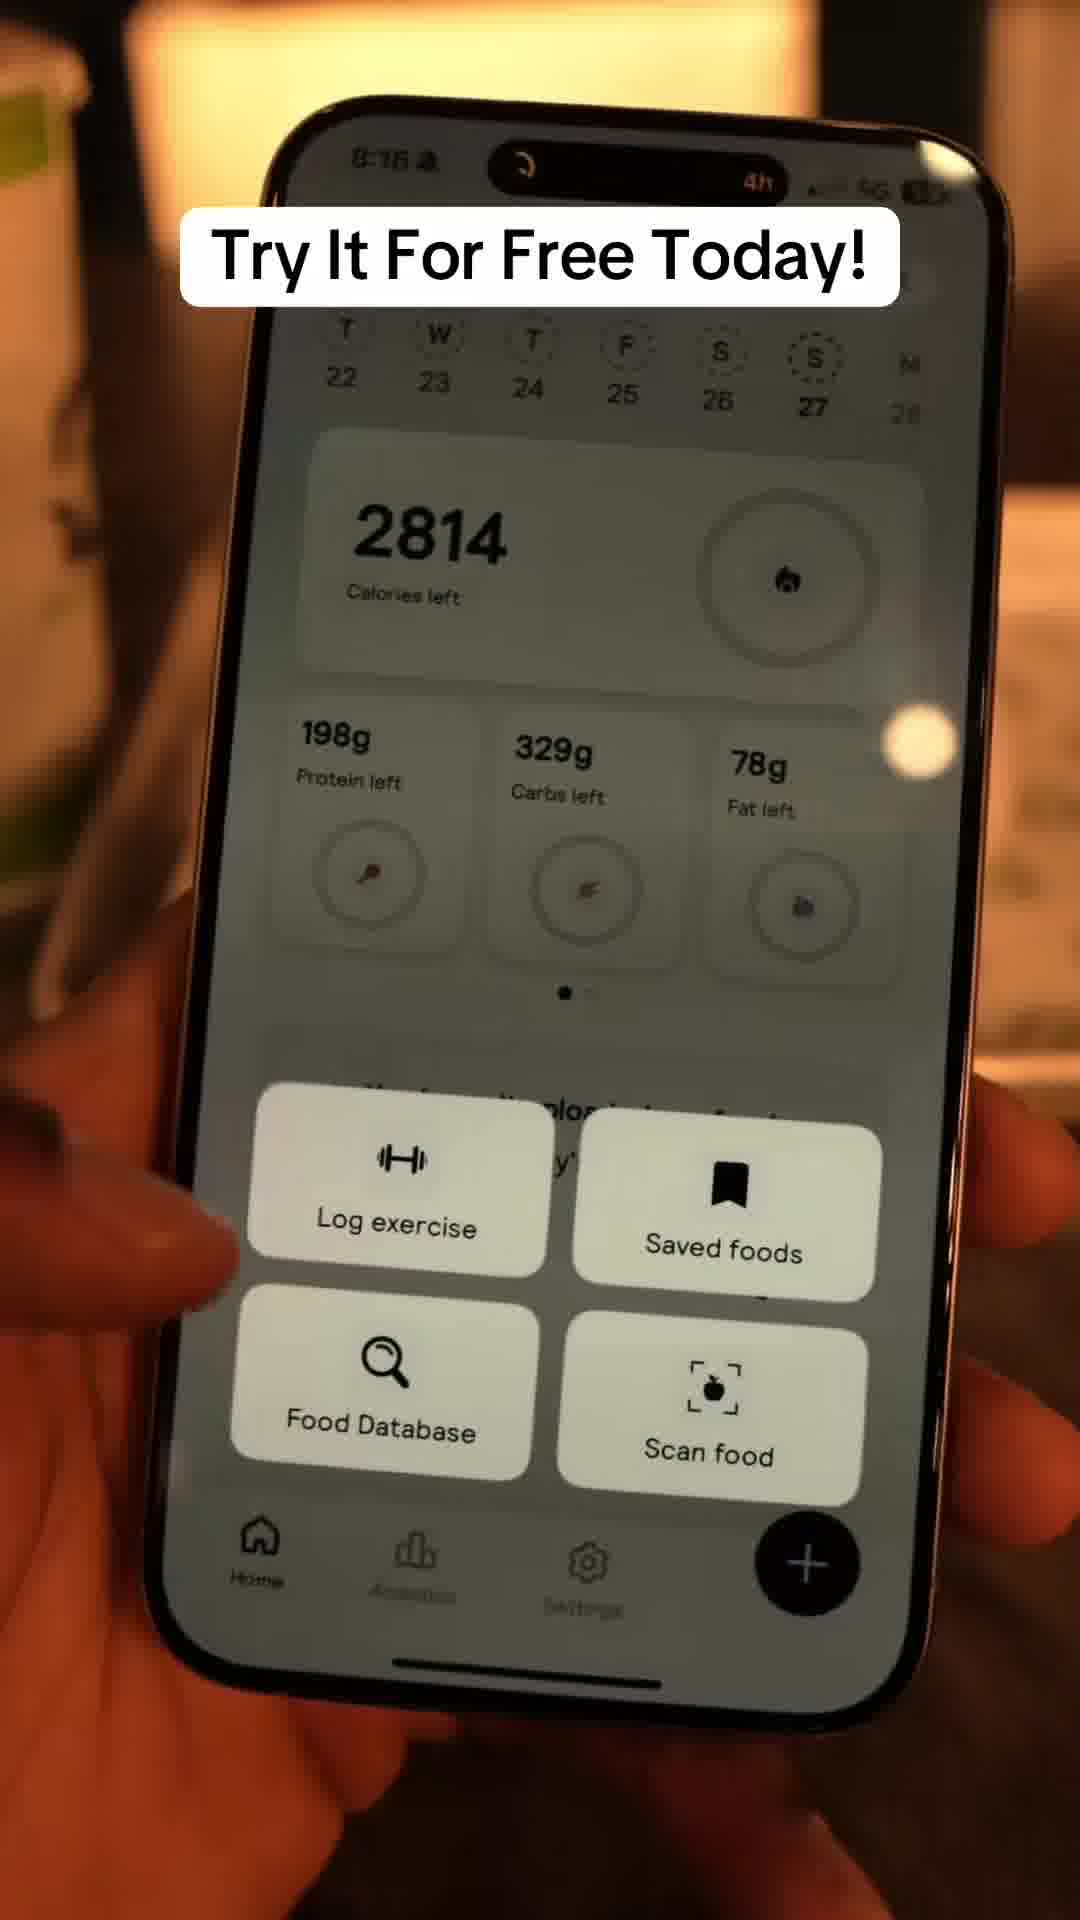 8:16
4h
5G
Try It For Free Today!
T W T F S S M
22 23 24 25 26 27 28
2814
Calories left
198g
Protein left
329g
Carbs left
78g
Fat left
Log exercise
Saved foods
Food Database
Scan food
Home
Analytics
Settings